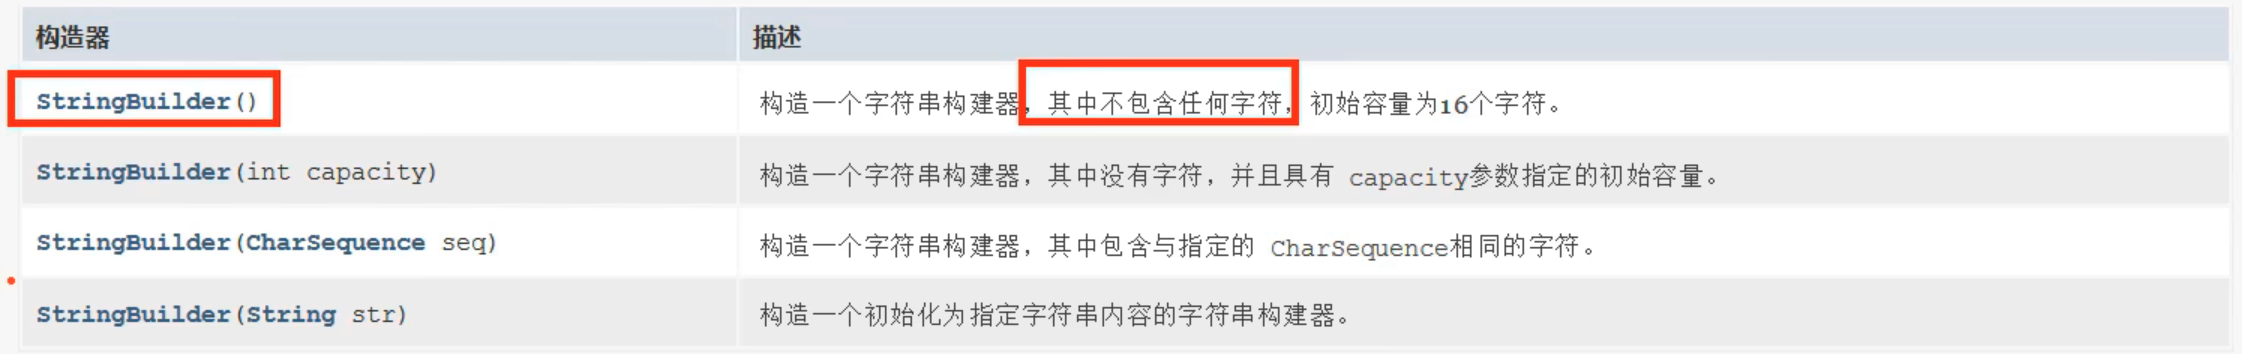 构造器 描述
StringBuilder() 构造一个字符串构建器，其中不包含任何字符，初始容量为16个字符。
StringBuilder(int capacity) 构造一个字符串构建器，其中没有字符，并且具有 capacity参数指定的初始容量。
StringBuilder(CharSequence seq) 构造一个字符串构建器，其中包含与指定的 CharSequence相同的字符。
StringBuilder(String str) 构造一个初始化为指定字符串内容的字符串构建器。